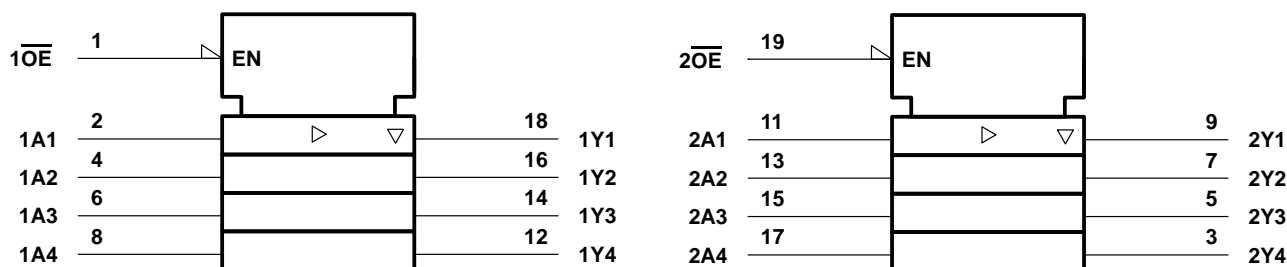 1 19
1OE EN 2OE EN
2 18 11 9
1A1 1Y1 2A1 2Y1
4 16 13 7
1A2 1Y2 2A2 2Y2
6 14 15 5
1A3 1Y3 2A3 2Y3
8 12 17 3
1A4 1Y4 2A4 2Y4